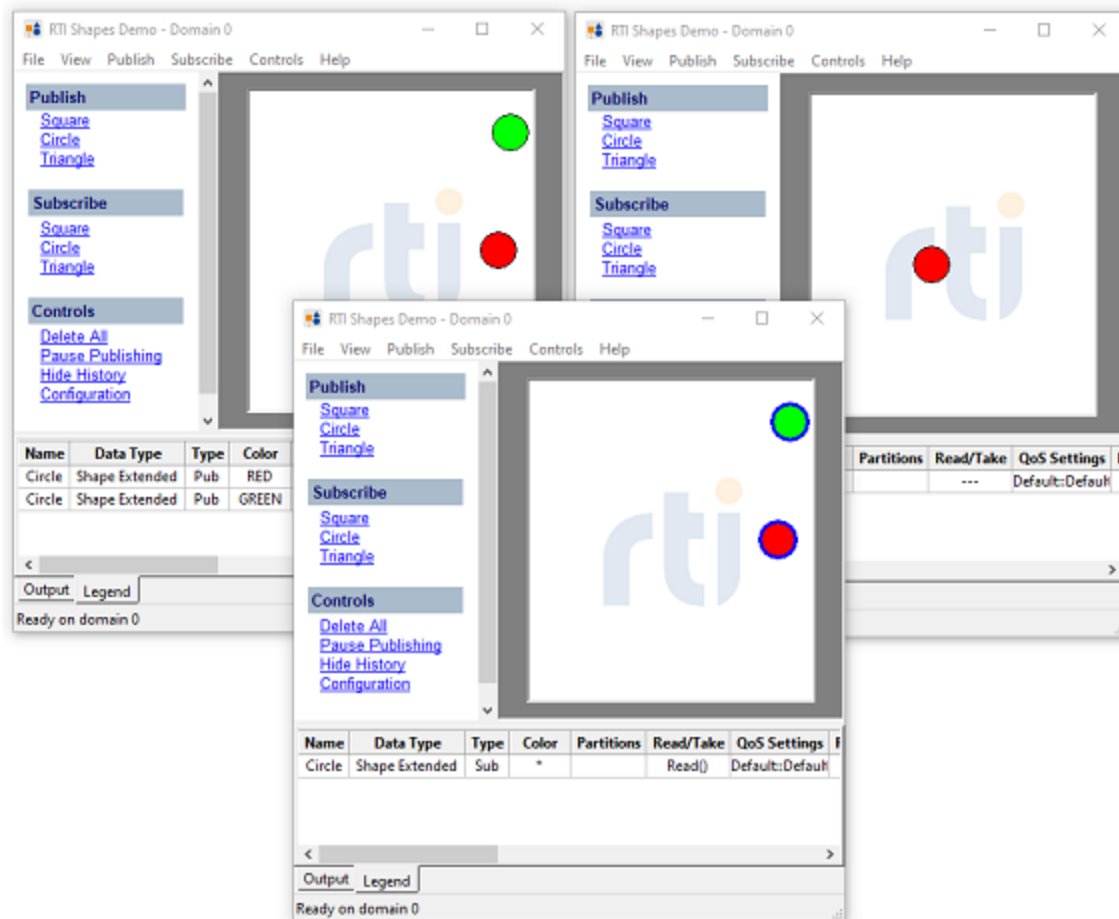 RTI Shapes Demo - Domain 0
File View Publish Subscribe Controls Help
Publish
Square
Circle
Triangle
Subscribe
Square
Circle
Triangle
Controls
Delete All
Pause Publishing
Hide History
Configuration
rti
Name Data Type Type Color
Circle Shape Extended Pub RED
Circle Shape Extended Pub GREEN
Output Legend
Ready on domain 0
RTI Shapes Demo - Domain 0
File View Publish Subscribe Controls Help
Publish
Square
Circle
Triangle
Subscribe
Square
Circle
Triangle
rti
Partitions Read/Take QoS Settings
--- Default::Default
RTI Shapes Demo - Domain 0
File View Publish Subscribe Controls Help
Publish
Square
Circle
Triangle
Subscribe
Square
Circle
Triangle
Controls
Delete All
Pause Publishing
Hide History
Configuration
rti
Name Data Type Type Color Partitions Read/Take QoS Settings
Circle Shape Extended Sub * Read() Default::Default
Output Legend
Ready on domain 0